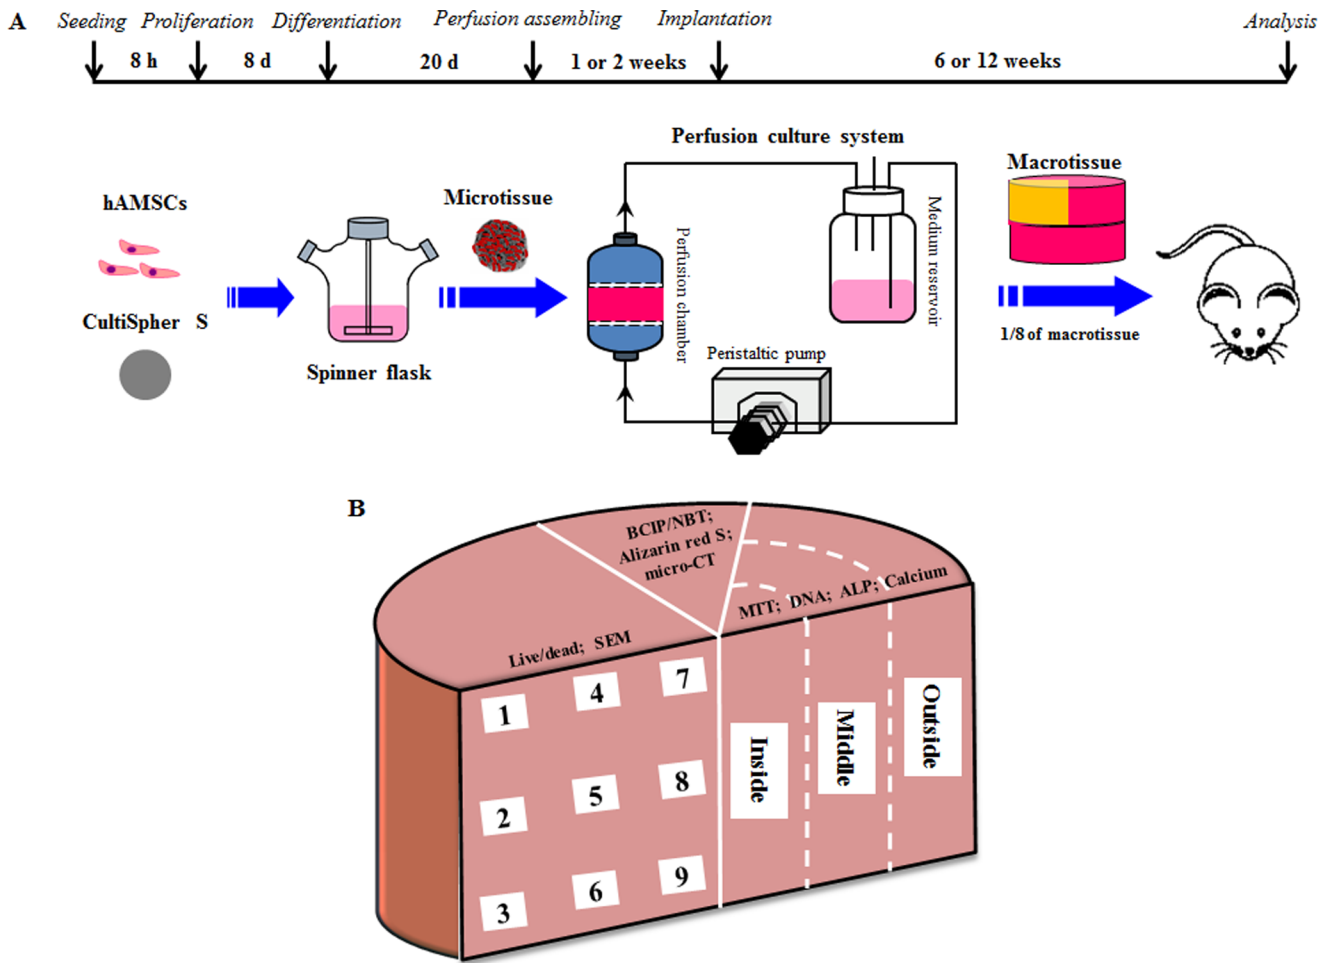 A
Seeding Proliferation Differentiation Perfusion assembling Implantation Analysis
8 h 8 d 20 d 1 or 2 weeks 6 or 12 weeks
Perfusion culture system
hAMSCs
CultiSpher S
Spinner flask
Microtissue
Perfusion chamber
Peristaltic pump
Medium reservoir
Macrotissue
1/8 of macrotissue
B
BCIP/NBT;
Alizarin red S;
micro-CT
MTT; DNA; ALP; Calcium
Live/dead; SEM
1 4 7
2 5 8
3 6 9
Inside
Middle
Outside